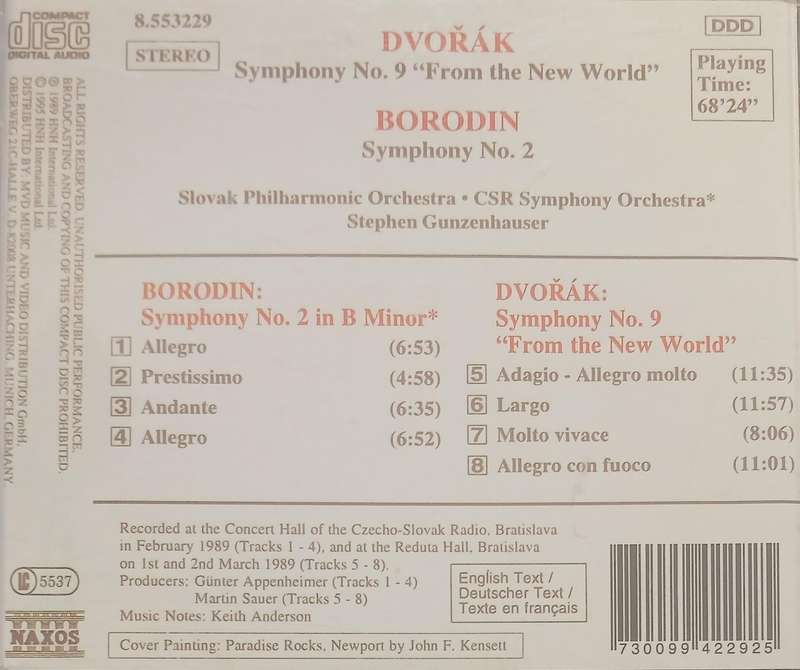 COMPACT
disc
DIGITAL AUDIO
8.553229
STEREO
DVOŘÁK
Symphony No. 9 “From the New World”
DDD
Playing
Time:
68’24”
BORODIN
Symphony No. 2
Slovak Philharmonic Orchestra • CSR Symphony Orchestra*
Stephen Gunzenhauser
ALL RIGHTS RESERVED. UNAUTHORISED PUBLIC PERFORMANCE,
BROADCASTING AND COPYING OF THIS COMPACT DISC PROHIBITED.
℗ 1989 HNH International Ltd.
© 1995 HNH International Ltd.
DISTRIBUTED BY: MVD MUSIC AND VIDEO DISTRIBUTION GmbH,
OBERWEG 21C-HALLE V, D-82008 UNTERHACHING, MUNICH, GERMANY.
BORODIN:
Symphony No. 2 in B Minor*
1 Allegro (6:53)
2 Prestissimo (4:58)
3 Andante (6:35)
4 Allegro (6:52)
DVOŘÁK:
Symphony No. 9
“From the New World”
5 Adagio - Allegro molto (11:35)
6 Largo (11:57)
7 Molto vivace (8:06)
8 Allegro con fuoco (11:01)
Recorded at the Concert Hall of the Czecho-Slovak Radio, Bratislava
in February 1989 (Tracks 1 - 4), and at the Reduta Hall, Bratislava
on 1st and 2nd March 1989 (Tracks 5 - 8).
Producers: Günter Appenheimer (Tracks 1 - 4)
Martin Sauer (Tracks 5 - 8)
Music Notes: Keith Anderson
English Text /
Deutscher Text /
Texte en français
LC 5537
NAXOS
Cover Painting: Paradise Rocks, Newport by John F. Kensett
730099 422925